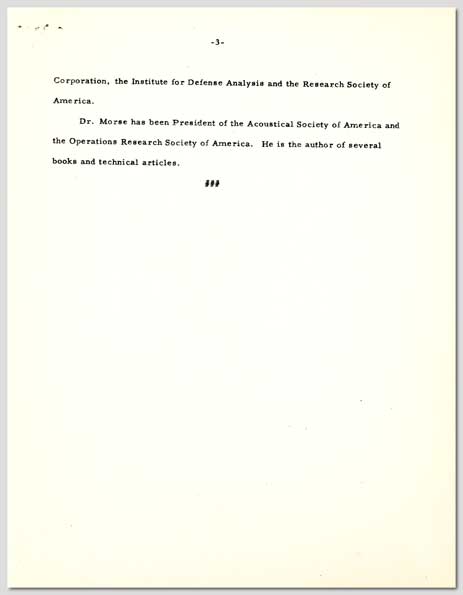 -3-
Corporation, the Institute for Defense Analysis and the Research Society of
America.
Dr. Morse has been President of the Acoustical Society of America and
the Operations Research Society of America. He is the author of several
books and technical articles.
###